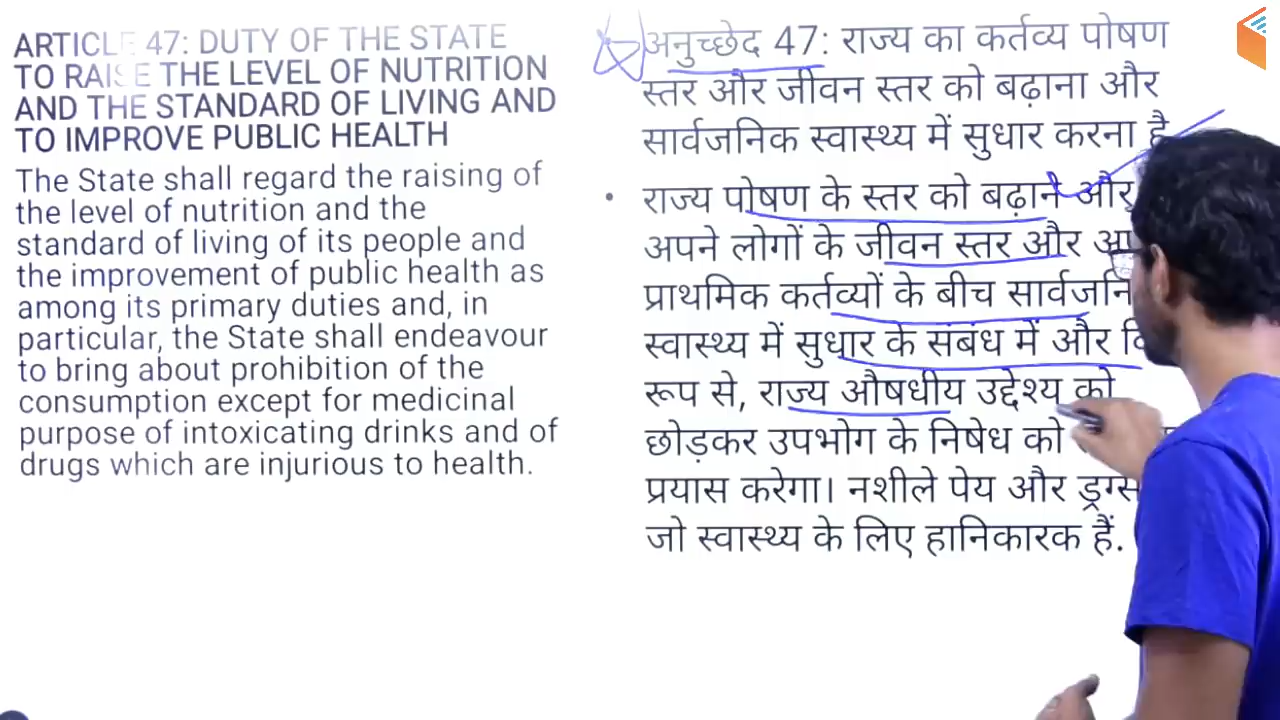 ARTICLE 47: DUTY OF THE STATE
TO RAISE THE LEVEL OF NUTRITION
AND THE STANDARD OF LIVING AND
TO IMPROVE PUBLIC HEALTH
The State shall regard the raising of
the level of nutrition and the
standard of living of its people and
the improvement of public health as
among its primary duties and, in
particular, the State shall endeavour
to bring about prohibition of the
consumption except for medicinal
purpose of intoxicating drinks and of
drugs which are injurious to health.
अनुच्छेद 47: राज्य का कर्तव्य पोषण
स्तर और जीवन स्तर को बढ़ाना और
सार्वजनिक स्वास्थ्य में सुधार करना है
• राज्य पोषण के स्तर को बढ़ाने और
अपने लोगों के जीवन स्तर और
प्राथमिक कर्तव्यों के बीच
स्वास्थ्य में सुधार के संबंध में और
रूप से, राज्य औषधीय उद्देश्य को
छोड़कर उपभोग के निषेध को
प्रयास करेगा। नशीले पेय और ड्रग्स
जो स्वास्थ्य के लिए हानिकारक हैं.